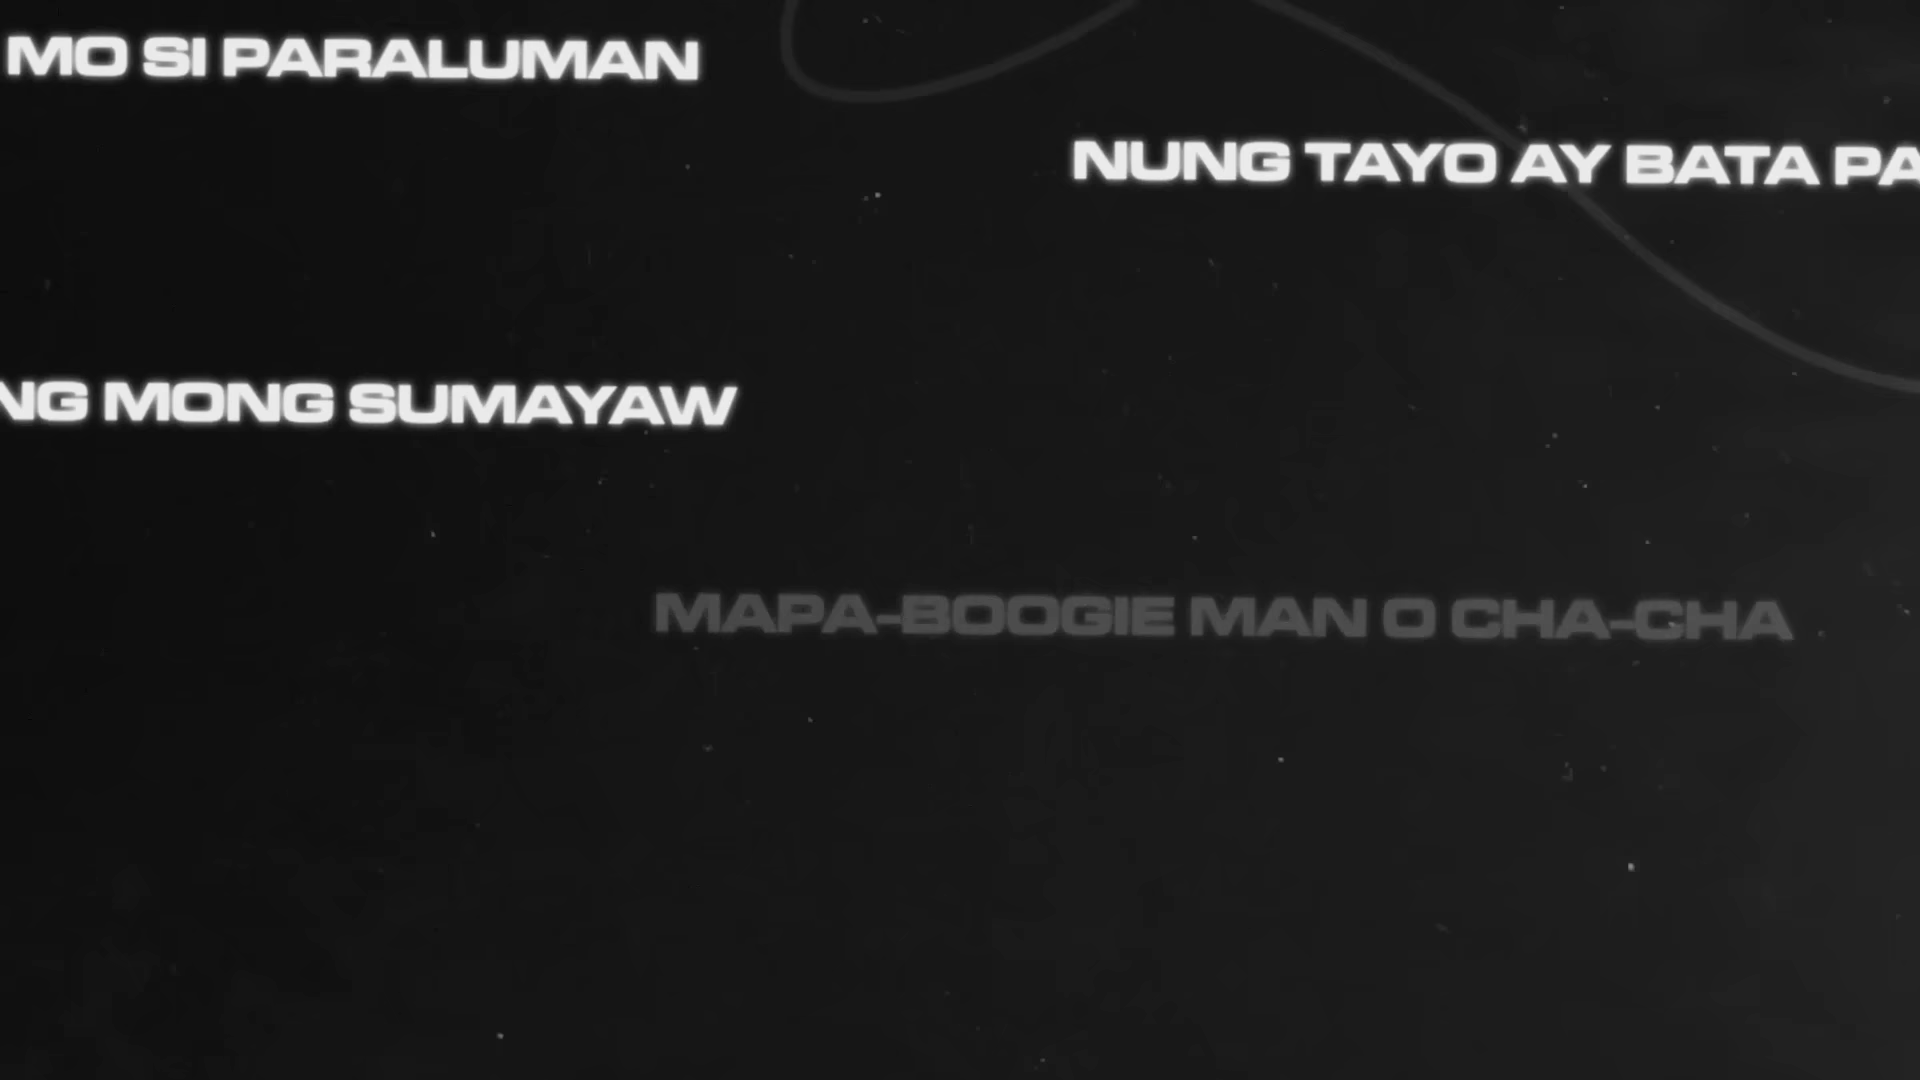 MO SI PARALUMAN
NUNG TAYO AY BATA PA
NG MONG SUMAYAW
MAPA-BOOGIE MAN O CHA-CHA